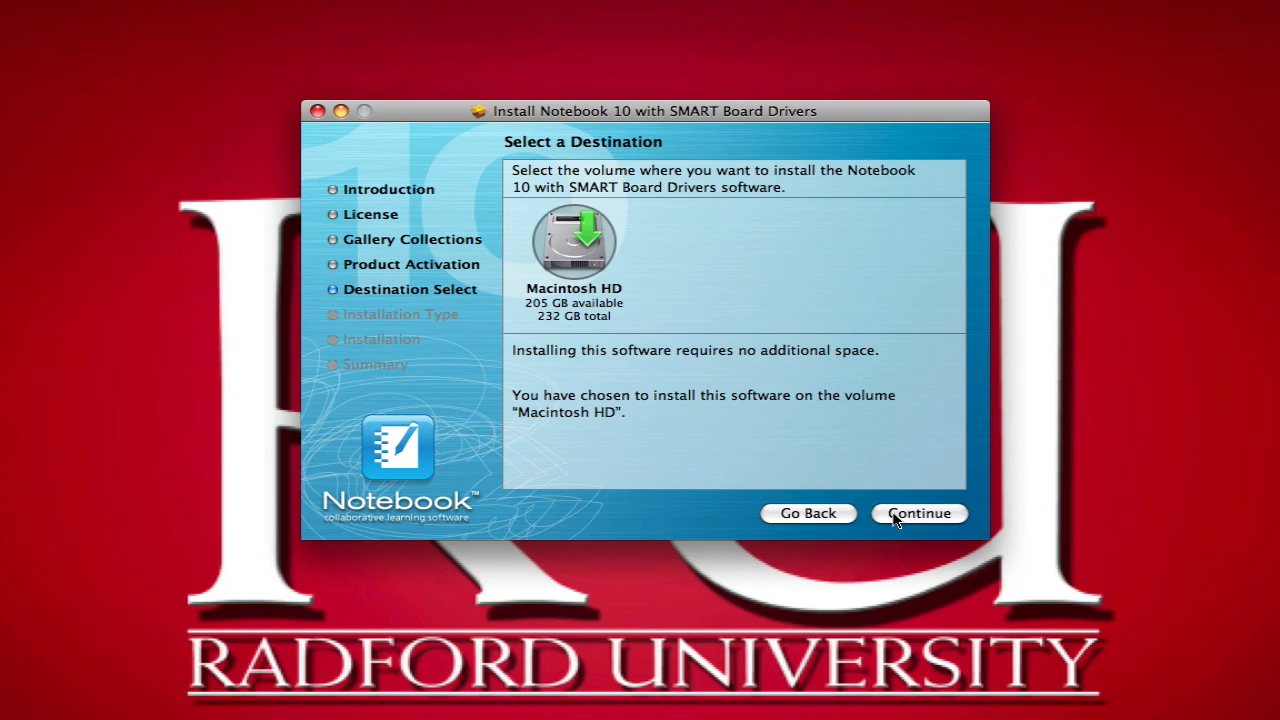 Install Notebook 10 with SMART Board Drivers
Select a Destination
Introduction
License
Gallery Collections
Product Activation
Destination Select
Installation Type
Installation
Summary
Select the volume where you want to install the Notebook
10 with SMART Board Drivers software.
Macintosh HD
205 GB available
232 GB total
Installing this software requires no additional space.
You have chosen to install this software on the volume
“Macintosh HD”.
10
Notebook™
collaborative learning software
Go Back
Continue
RU
RADFORD UNIVERSITY